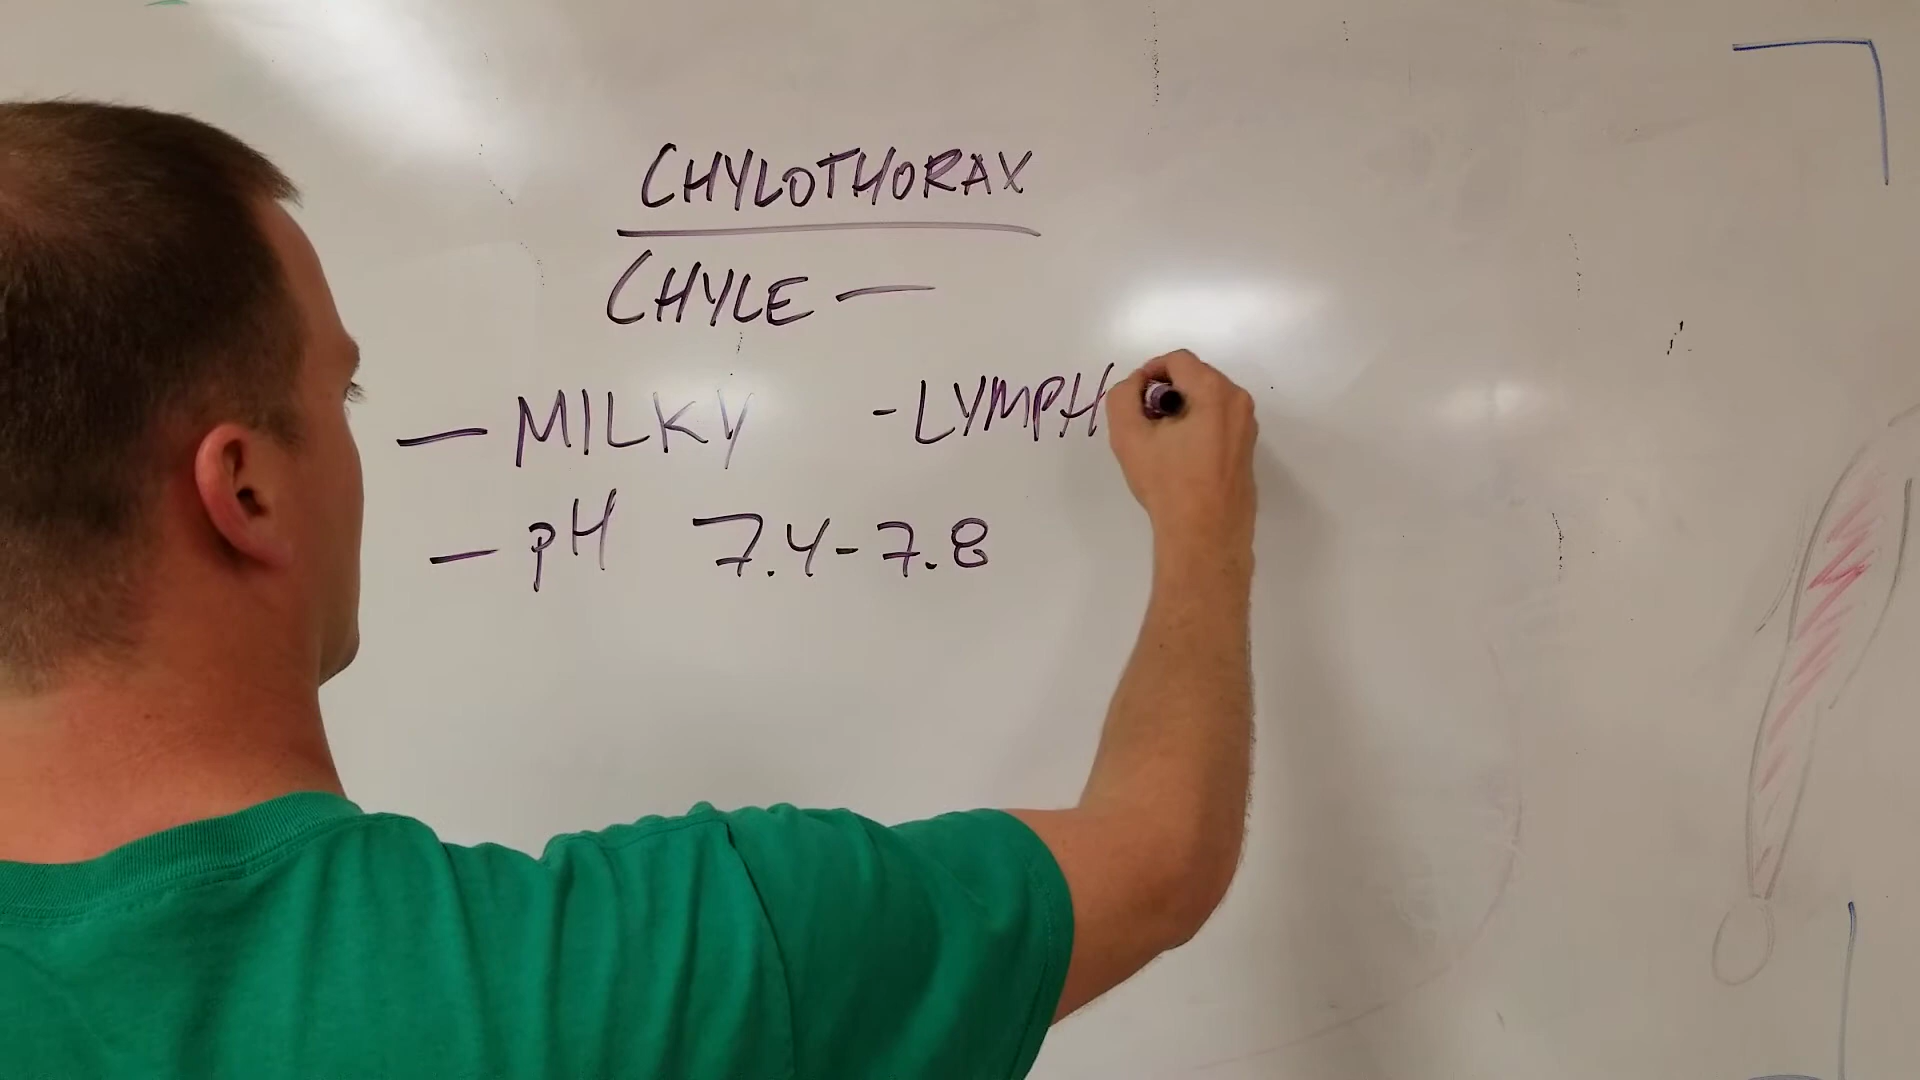 CHYLOTHORAX
CHYLE —
— MILKY - LYMPH
— pH 7.4-7.8